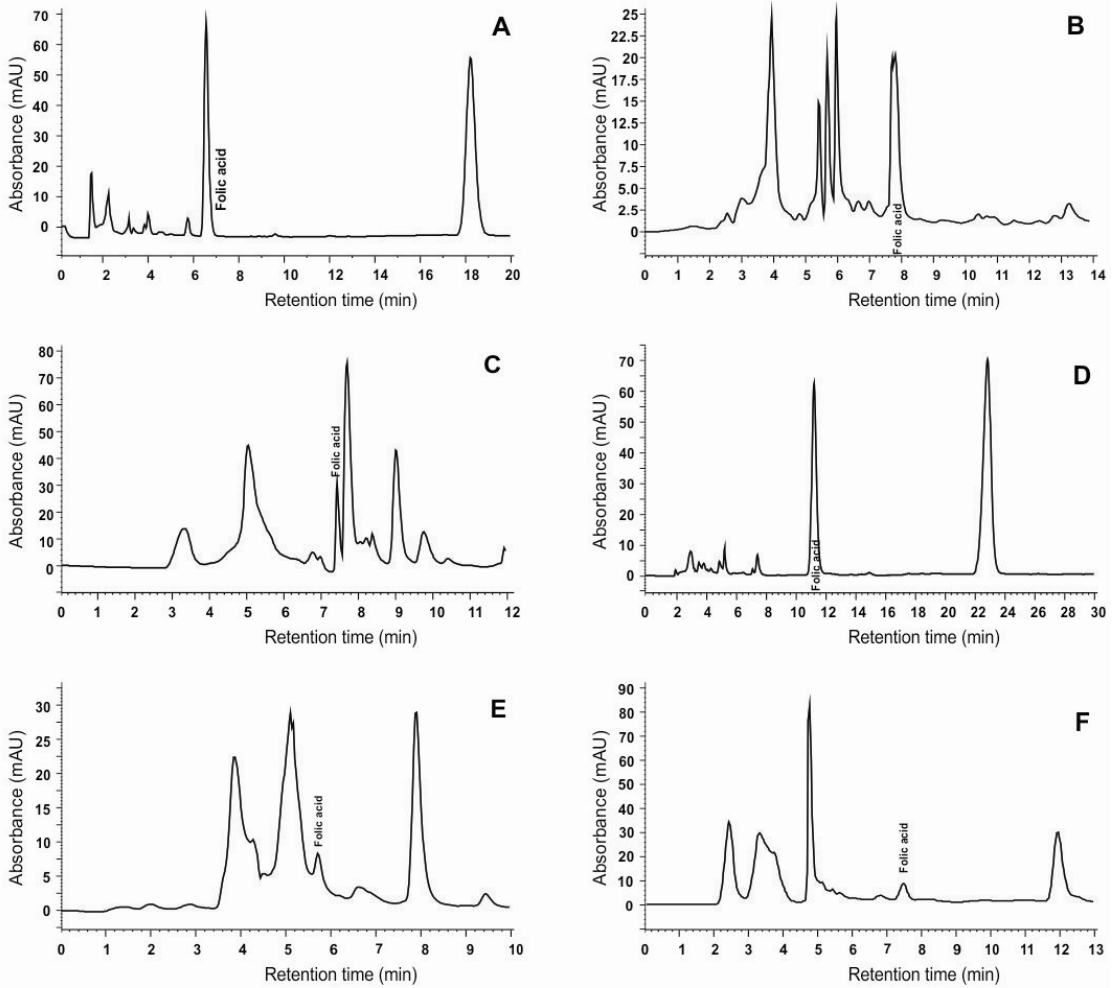 A
Absorbance (mAU)
70
60
50
40
30
20
10
0
Folic acid
0 2 4 6 8 10 12 14 16 18 20
Retention time (min)
B
Absorbance (mAU)
25
22.5
20
17.5
15
12.5
10
7.5
5.0
2.5
0
Folic acid
0 1 2 3 4 5 6 7 8 9 10 11 12 13 14
Retention time (min)
C
Absorbance (mAU)
80
70
60
50
40
30
20
10
0
Folic acid
0 1 2 3 4 5 6 7 8 9 10 11 12
Retention time (min)
D
Absorbance (mAU)
70
60
50
40
30
20
10
0
Folic acid
0 2 4 6 8 10 11 12 14 16 18 20 22 24 26 28 30
Retention time (min)
E
Absorbance (mAU)
30
25
20
15
10
5
0
Folic acid
0 1 2 3 4 5 6 7 8 9 10
Retention time (min)
F
Absorbance (mAU)
90
80
70
60
50
40
30
20
10
0
Folic acid
0 1 2 3 4 5 6 7 8 9 10 11 12 13
Retention time (min)